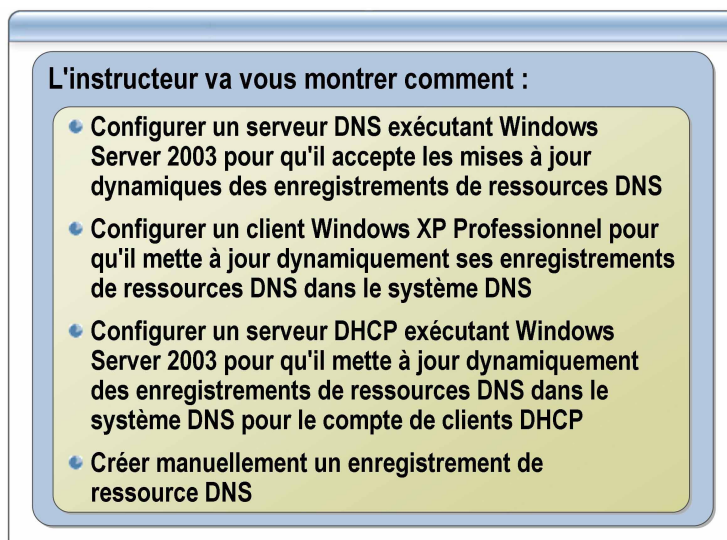 L'instructeur va vous montrer comment :
Configurer un serveur DNS exécutant Windows
Server 2003 pour qu'il accepte les mises à jour
dynamiques des enregistrements de ressources DNS
Configurer un client Windows XP Professionnel pour
qu'il mette à jour dynamiquement ses enregistrements
de ressources DNS dans le système DNS
Configurer un serveur DHCP exécutant Windows
Server 2003 pour qu'il mette à jour dynamiquement
des enregistrements de ressources DNS dans le
système DNS pour le compte de clients DHCP
Créer manuellement un enregistrement de
ressource DNS